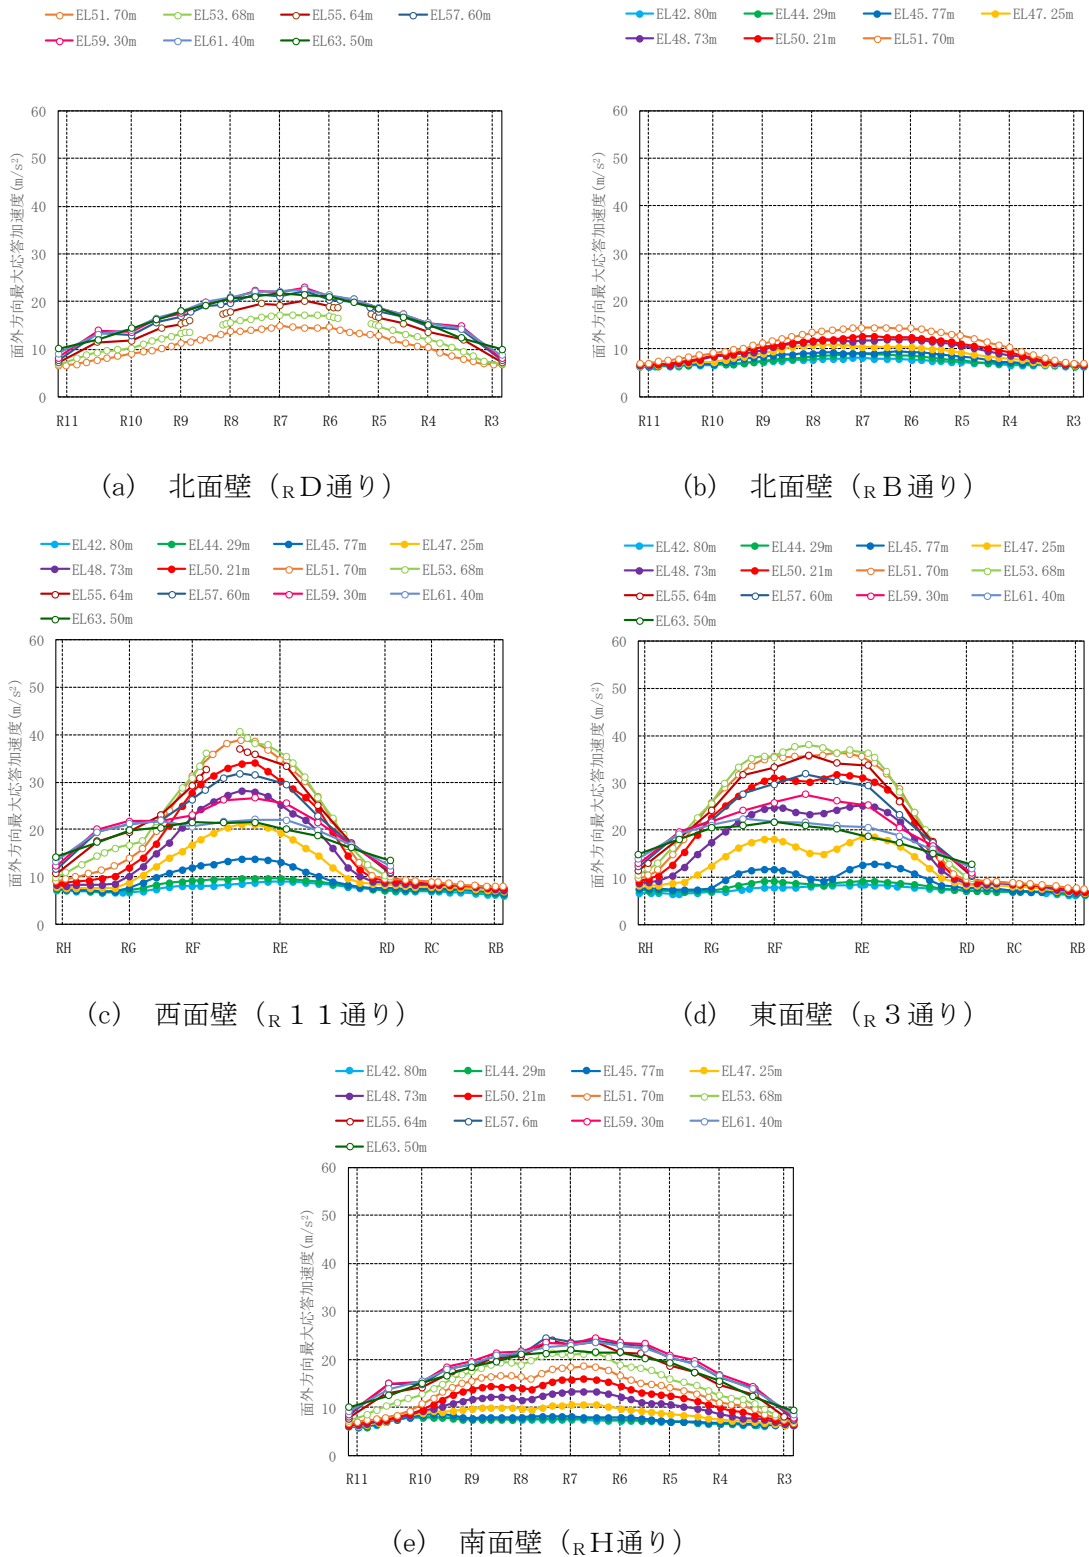 EL51.70m EL53.68m EL55.64m EL57.60m
EL59.30m EL61.40m EL63.50m
面外方向最大応答加速度(m/s²)
60
50
40
30
20
10
0
R11 R10 R9 R8 R7 R6 R5 R4 R3
(a) 北面壁（RD通り）
EL42.80m EL44.29m EL45.77m EL47.25m
EL48.73m EL50.21m EL51.70m
面外方向最大応答加速度(m/s²)
60
50
40
30
20
10
0
R11 R10 R9 R8 R7 R6 R5 R4 R3
(b) 北面壁（RB通り）
EL42.80m EL44.29m EL45.77m EL47.25m
EL48.73m EL50.21m EL51.70m EL53.68m
EL55.64m EL57.60m EL59.30m EL61.40m
EL63.50m
面外方向最大応答加速度(m/s²)
60
50
40
30
20
10
0
RH RG RF RE RD RC RB
(c) 西面壁（R１１通り）
EL42.80m EL44.29m EL45.77m EL47.25m
EL48.73m EL50.21m EL51.70m EL53.68m
EL55.64m EL57.60m EL59.30m EL61.40m
EL63.50m
面外方向最大応答加速度(m/s²)
60
50
40
30
20
10
0
RH RG RF RE RD RC RB
(d) 東面壁（R３通り）
EL42.80m EL44.29m EL45.77m EL47.25m
EL48.73m EL50.21m EL51.70m EL53.68m
EL55.64m EL57.6m EL59.30m EL61.40m
EL63.50m
面外方向最大応答加速度(m/s²)
60
50
40
30
20
10
0
R11 R10 R9 R8 R7 R6 R5 R4 R3
(e) 南面壁（RH通り）